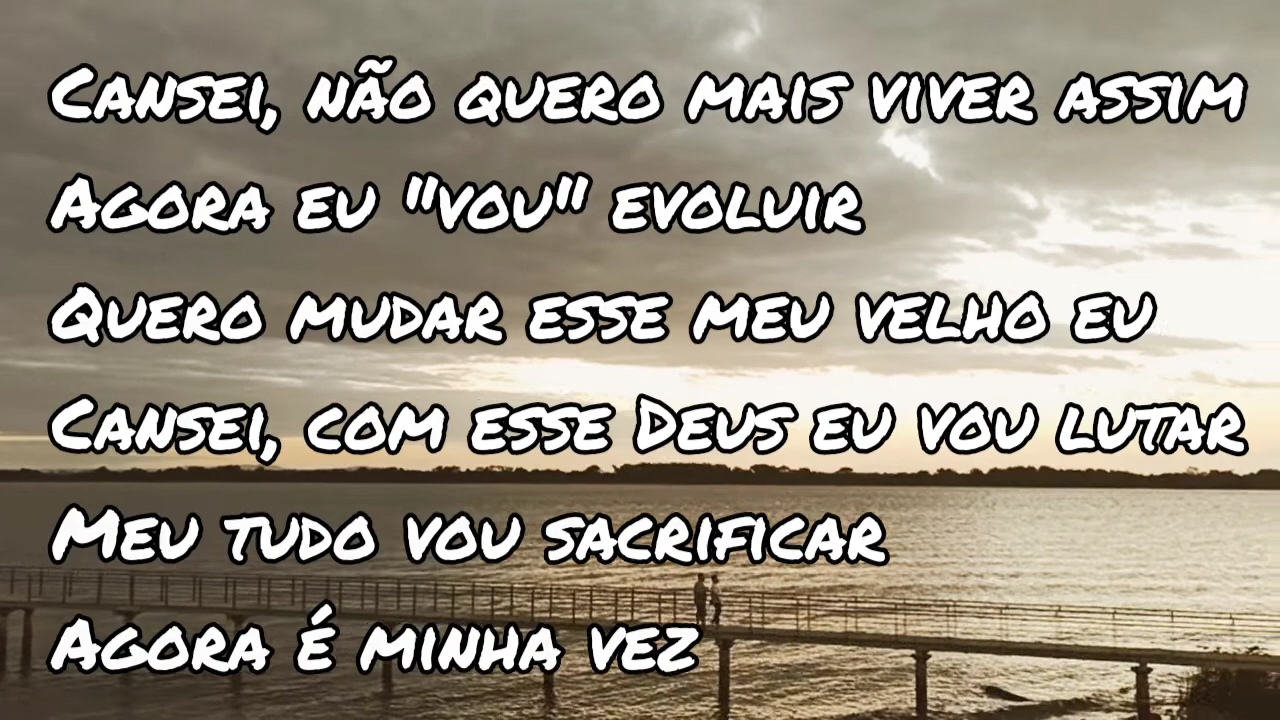 Cansei, não quero mais viver assim
Agora eu "vou" evoluir
Quero mudar esse meu velho eu
Cansei, com esse Deus eu vou lutar
Meu tudo vou sacrificar
Agora é minha vez